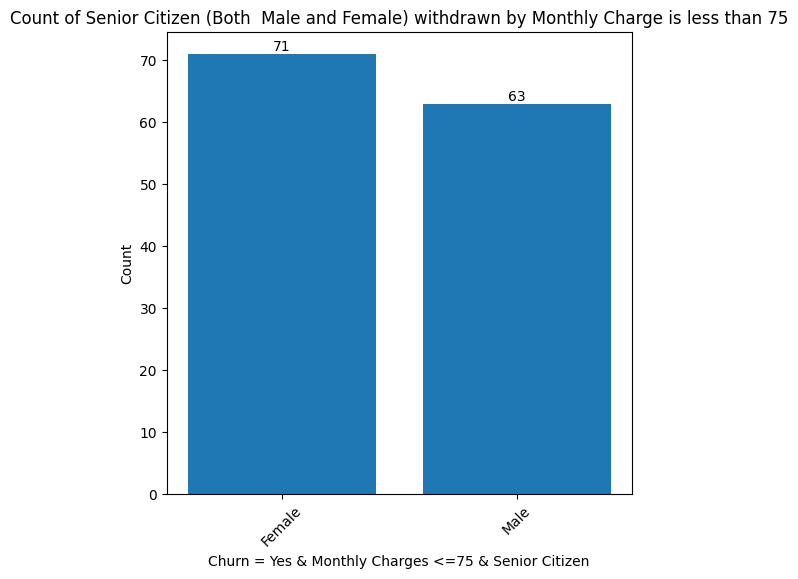 Count of Senior Citizen (Both  Male and Female) withdrawn by Monthly Charge is less than 75
71
63
70
60
50
40
30
20
10
0
Count
Female
Male
Churn = Yes & Monthly Charges <=75 & Senior Citizen